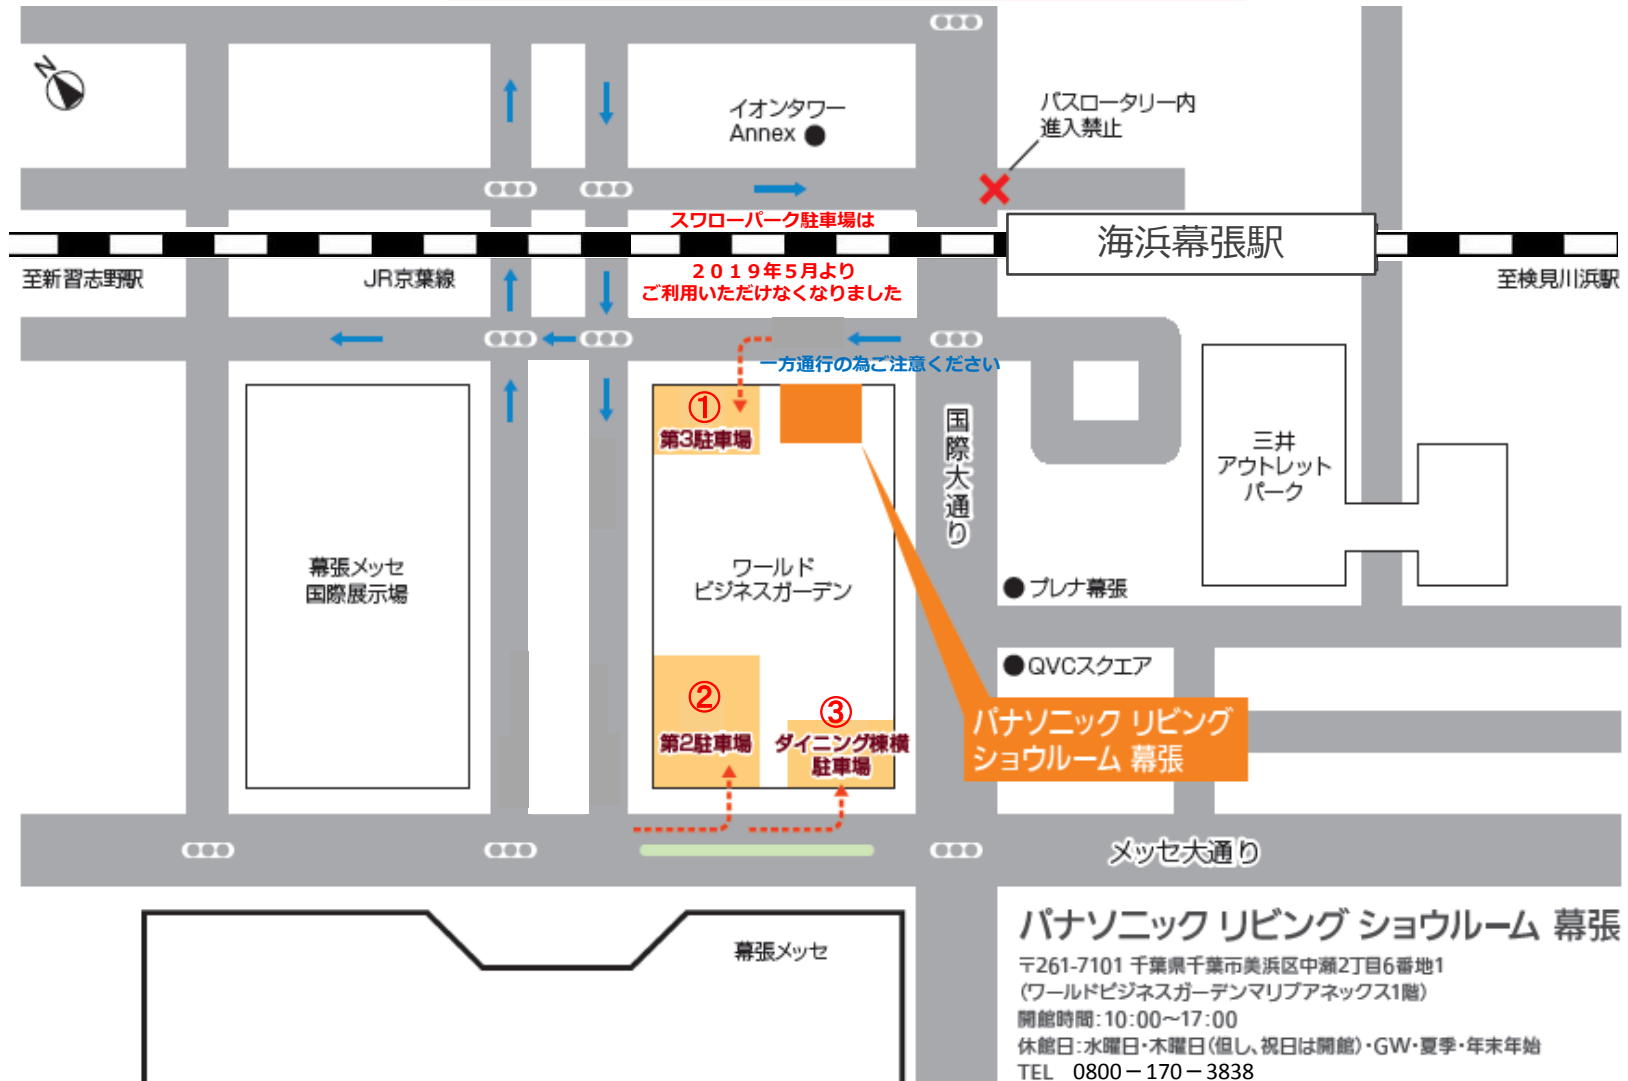 N
イオンタワー
Annex
バスロータリー内
進入禁止
スワローパーク駐車場は
海浜幕張駅
至新習志野駅
JR京葉線
２０１９年５月より
ご利用いただけなくなりました
至検見川浜駅
一方通行の為ご注意ください
①
第3駐車場
国際大通り
三井
アウトレット
パーク
幕張メッセ
国際展示場
ワールド
ビジネスガーデン
プレナ幕張
QVCスクエア
②
第2駐車場
③
ダイニング棟横
駐車場
パナソニック リビング
ショウルーム 幕張
メッセ大通り
幕張メッセ
パナソニック リビング ショウルーム 幕張
〒261-7101 千葉県千葉市美浜区中瀬2丁目6番地1
(ワールドビジネスガーデンマリブアネックス1階)
開館時間:10:00～17:00
休館日:水曜日・木曜日(但し、祝日は開館)・GW・夏季・年末年始
TEL 0800－170－3838